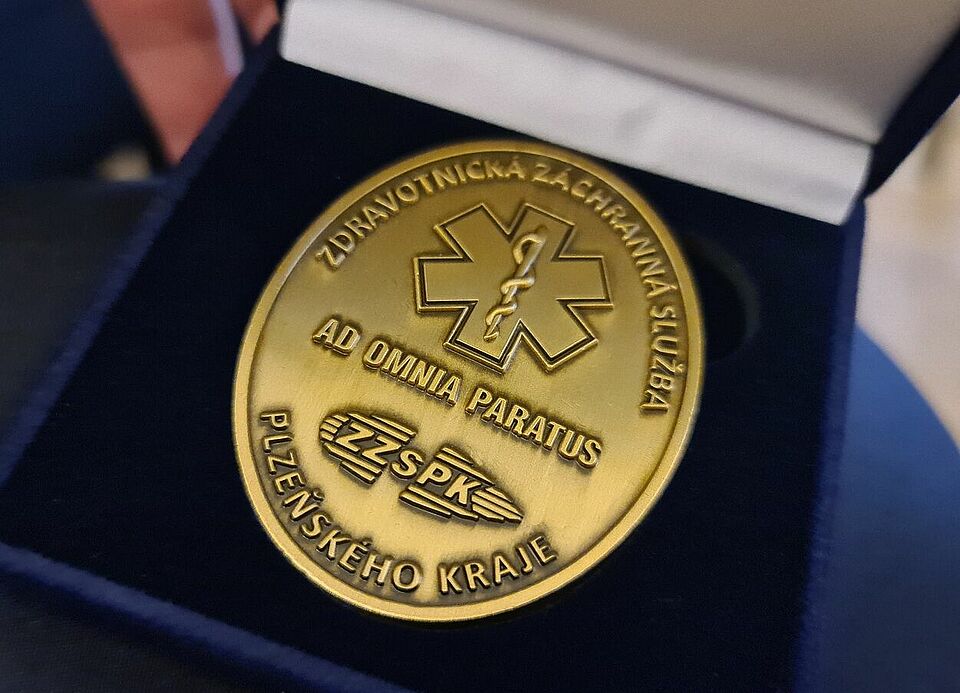 ZDRAVOTNICKÁ ZÁCHRANNÁ SLUŽBA
AD OMNIA PARATUS
ZZSPK
PLZEŇSKÉHO KRAJE